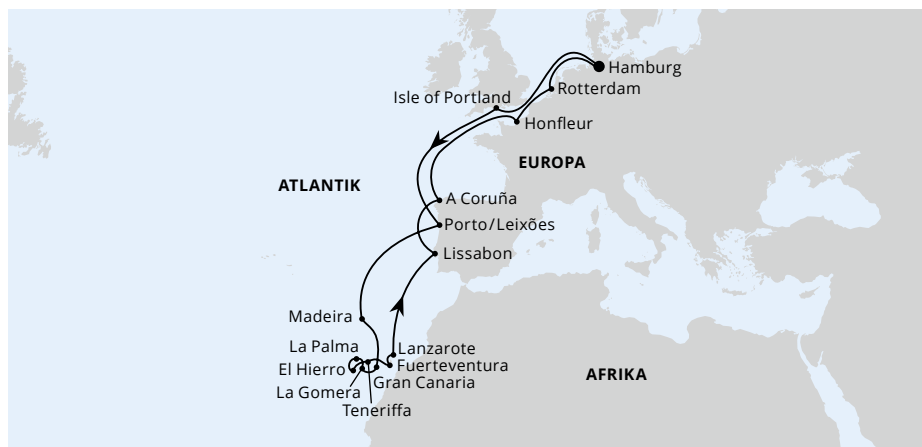 Hamburg
Rotterdam
Isle of Portland
Honfleur
EUROPA
ATLANTIK
A Coruña
Porto/Leixões
Lissabon
Madeira
La Palma
Lanzarote
El Hierro
Fuerteventura
La Gomera
Gran Canaria
Teneriffa
AFRIKA